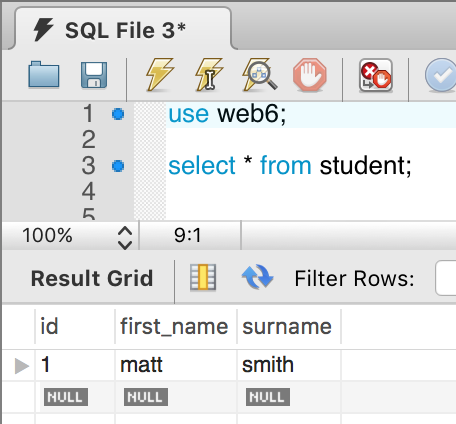 SQL File 3*
1 use web6;
2
3 select * from student;
4
5
100% 9:1
Result Grid Filter Rows:
id first_name surname
1 matt smith
NULL NULL NULL